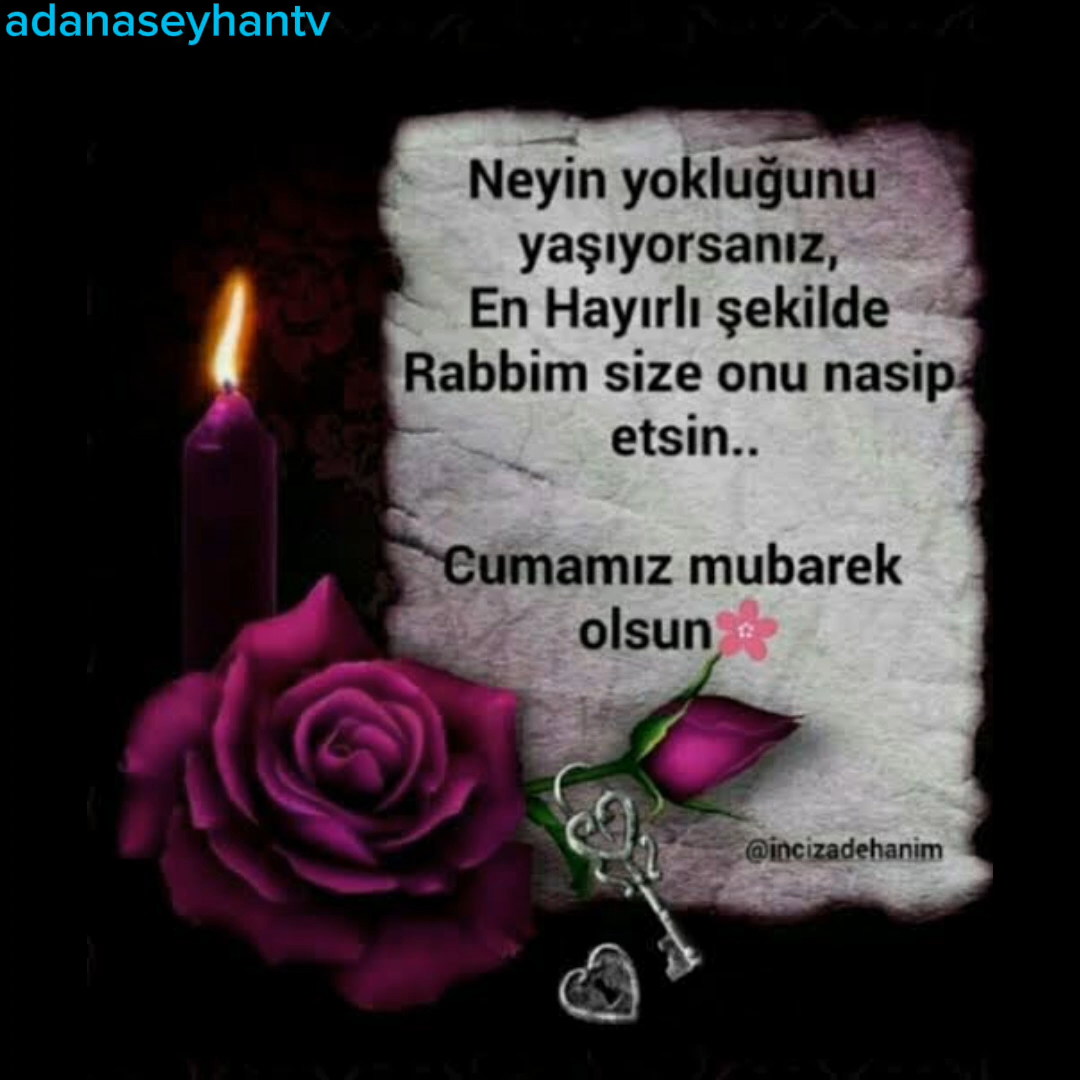 adanaseyhantv
Neyin yokluğunu
yaşıyorsanız,
En Hayırlı şekilde
Rabbim size onu nasip
etsin..
Cumamız mubarek
olsun🌸
@incizadehanim